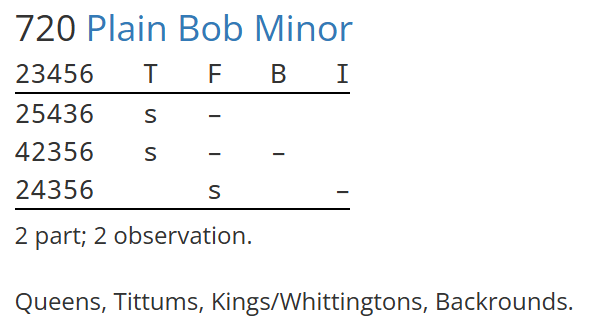 720 Plain Bob Minor
23456 T F B I
25436 s –
42356 s – –
24356 s –
2 part; 2 observation.
Queens, Tittums, Kings/Whittingtons, Backrounds.